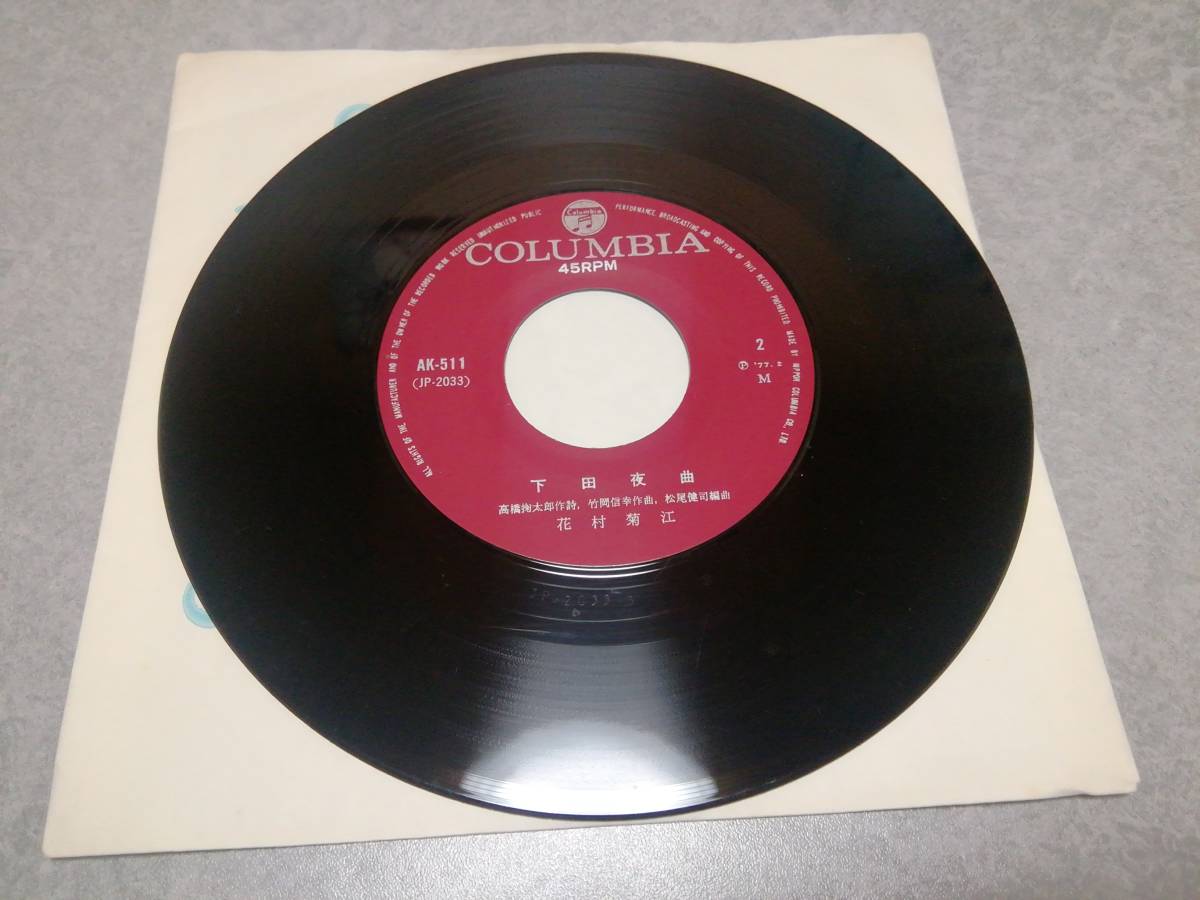 Columbia
COLUMBIA
45RPM
ALL RIGHTS OF THE MANUFACTURER AND OF THE OWNER OF THE RECORDED WORK RESERVED UNAUTHORIZED PUBLIC PERFORMANCE, BROADCASTING AND COPYING OF THIS RECORD PROHIBITED MADE BY NIPPON COLUMBIA CO., LTD.
AK-511
(JP-2033)
2
Ⓟ '77.
M
下田夜曲
高橋掬太郎作詩, 竹岡信幸作曲, 松尾健司編曲
花村菊江